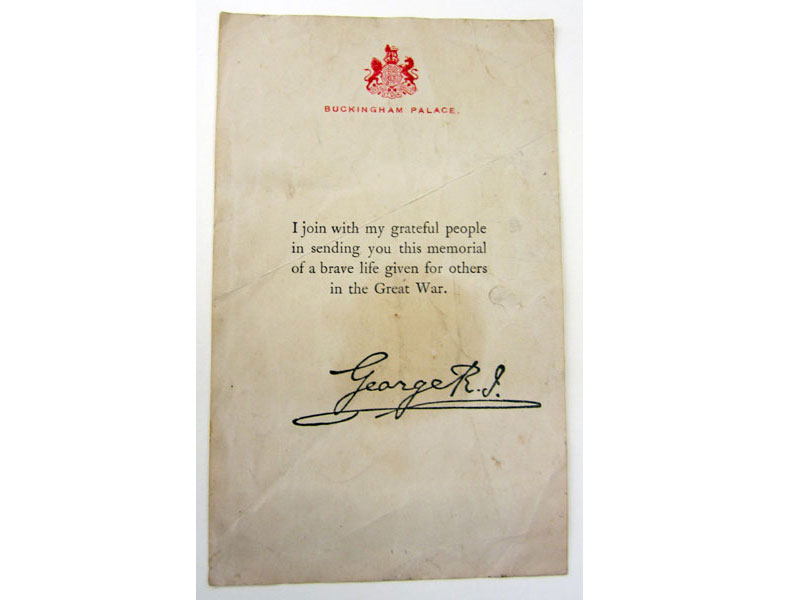 BUCKINGHAM PALACE.
I join with my grateful people
in sending you this memorial
of a brave life given for others
in the Great War.
George R.I.